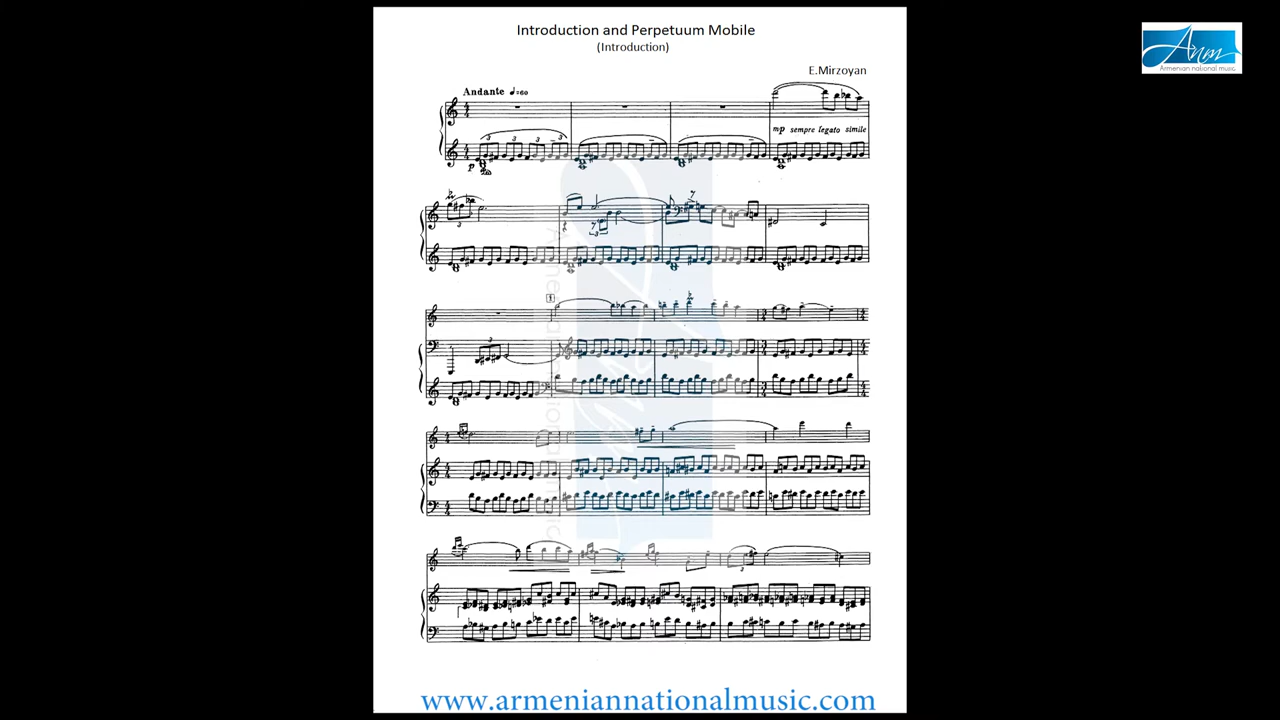 Introduction and Perpetuum Mobile
(Introduction)
E.Mirzoyan
Anm
Armenian national music
Andante ♩=60
mp sempre legato simile
p
1
www.armeniannationalmusic.com